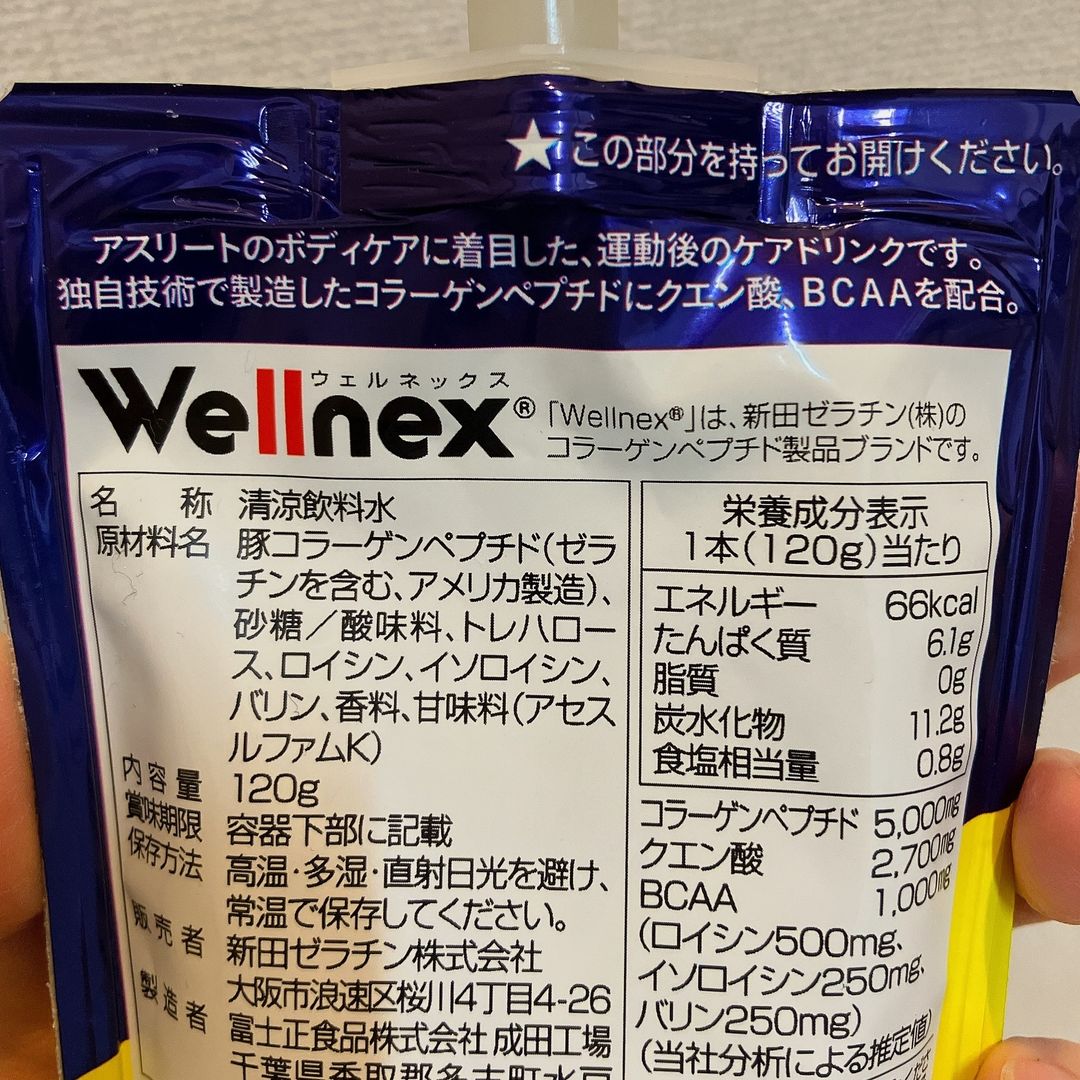 ★この部分を持ってお開けください。
アスリートのボディケアに着目した、運動後のケアドリンクです。
独自技術で製造したコラーゲンペプチドにクエン酸、BCAAを配合。
ウェルネックス
Wellnex®
「Wellnex®」は、新田ゼラチン(株)の
コラーゲンペプチド製品ブランドです。
名称 清涼飲料水
原材料名 豚コラーゲンペプチド(ゼラ
チンを含む、アメリカ製造)、
砂糖/酸味料、トレハロー
ス、ロイシン、イソロイシン、
バリン、香料、甘味料(アセス
ルファムK)
内容量 120g
賞味期限 容器下部に記載
保存方法 高温・多湿・直射日光を避け、
常温で保存してください。
販売者 新田ゼラチン株式会社
大阪市浪速区桜川4丁目4-26
製造者 富士正食品株式会社 成田工場
千葉県香取郡多古町水戸
栄養成分表示
1本(120g)当たり
エネルギー 66kcal
たんぱく質 6.1g
脂質 0g
炭水化物 11.2g
食塩相当量 0.8g
コラーゲンペプチド 5,000mg
クエン酸 2,700mg
BCAA 1,000mg
(ロイシン500mg、
イソロイシン250mg、
バリン250mg)
(当社分析による推定値)